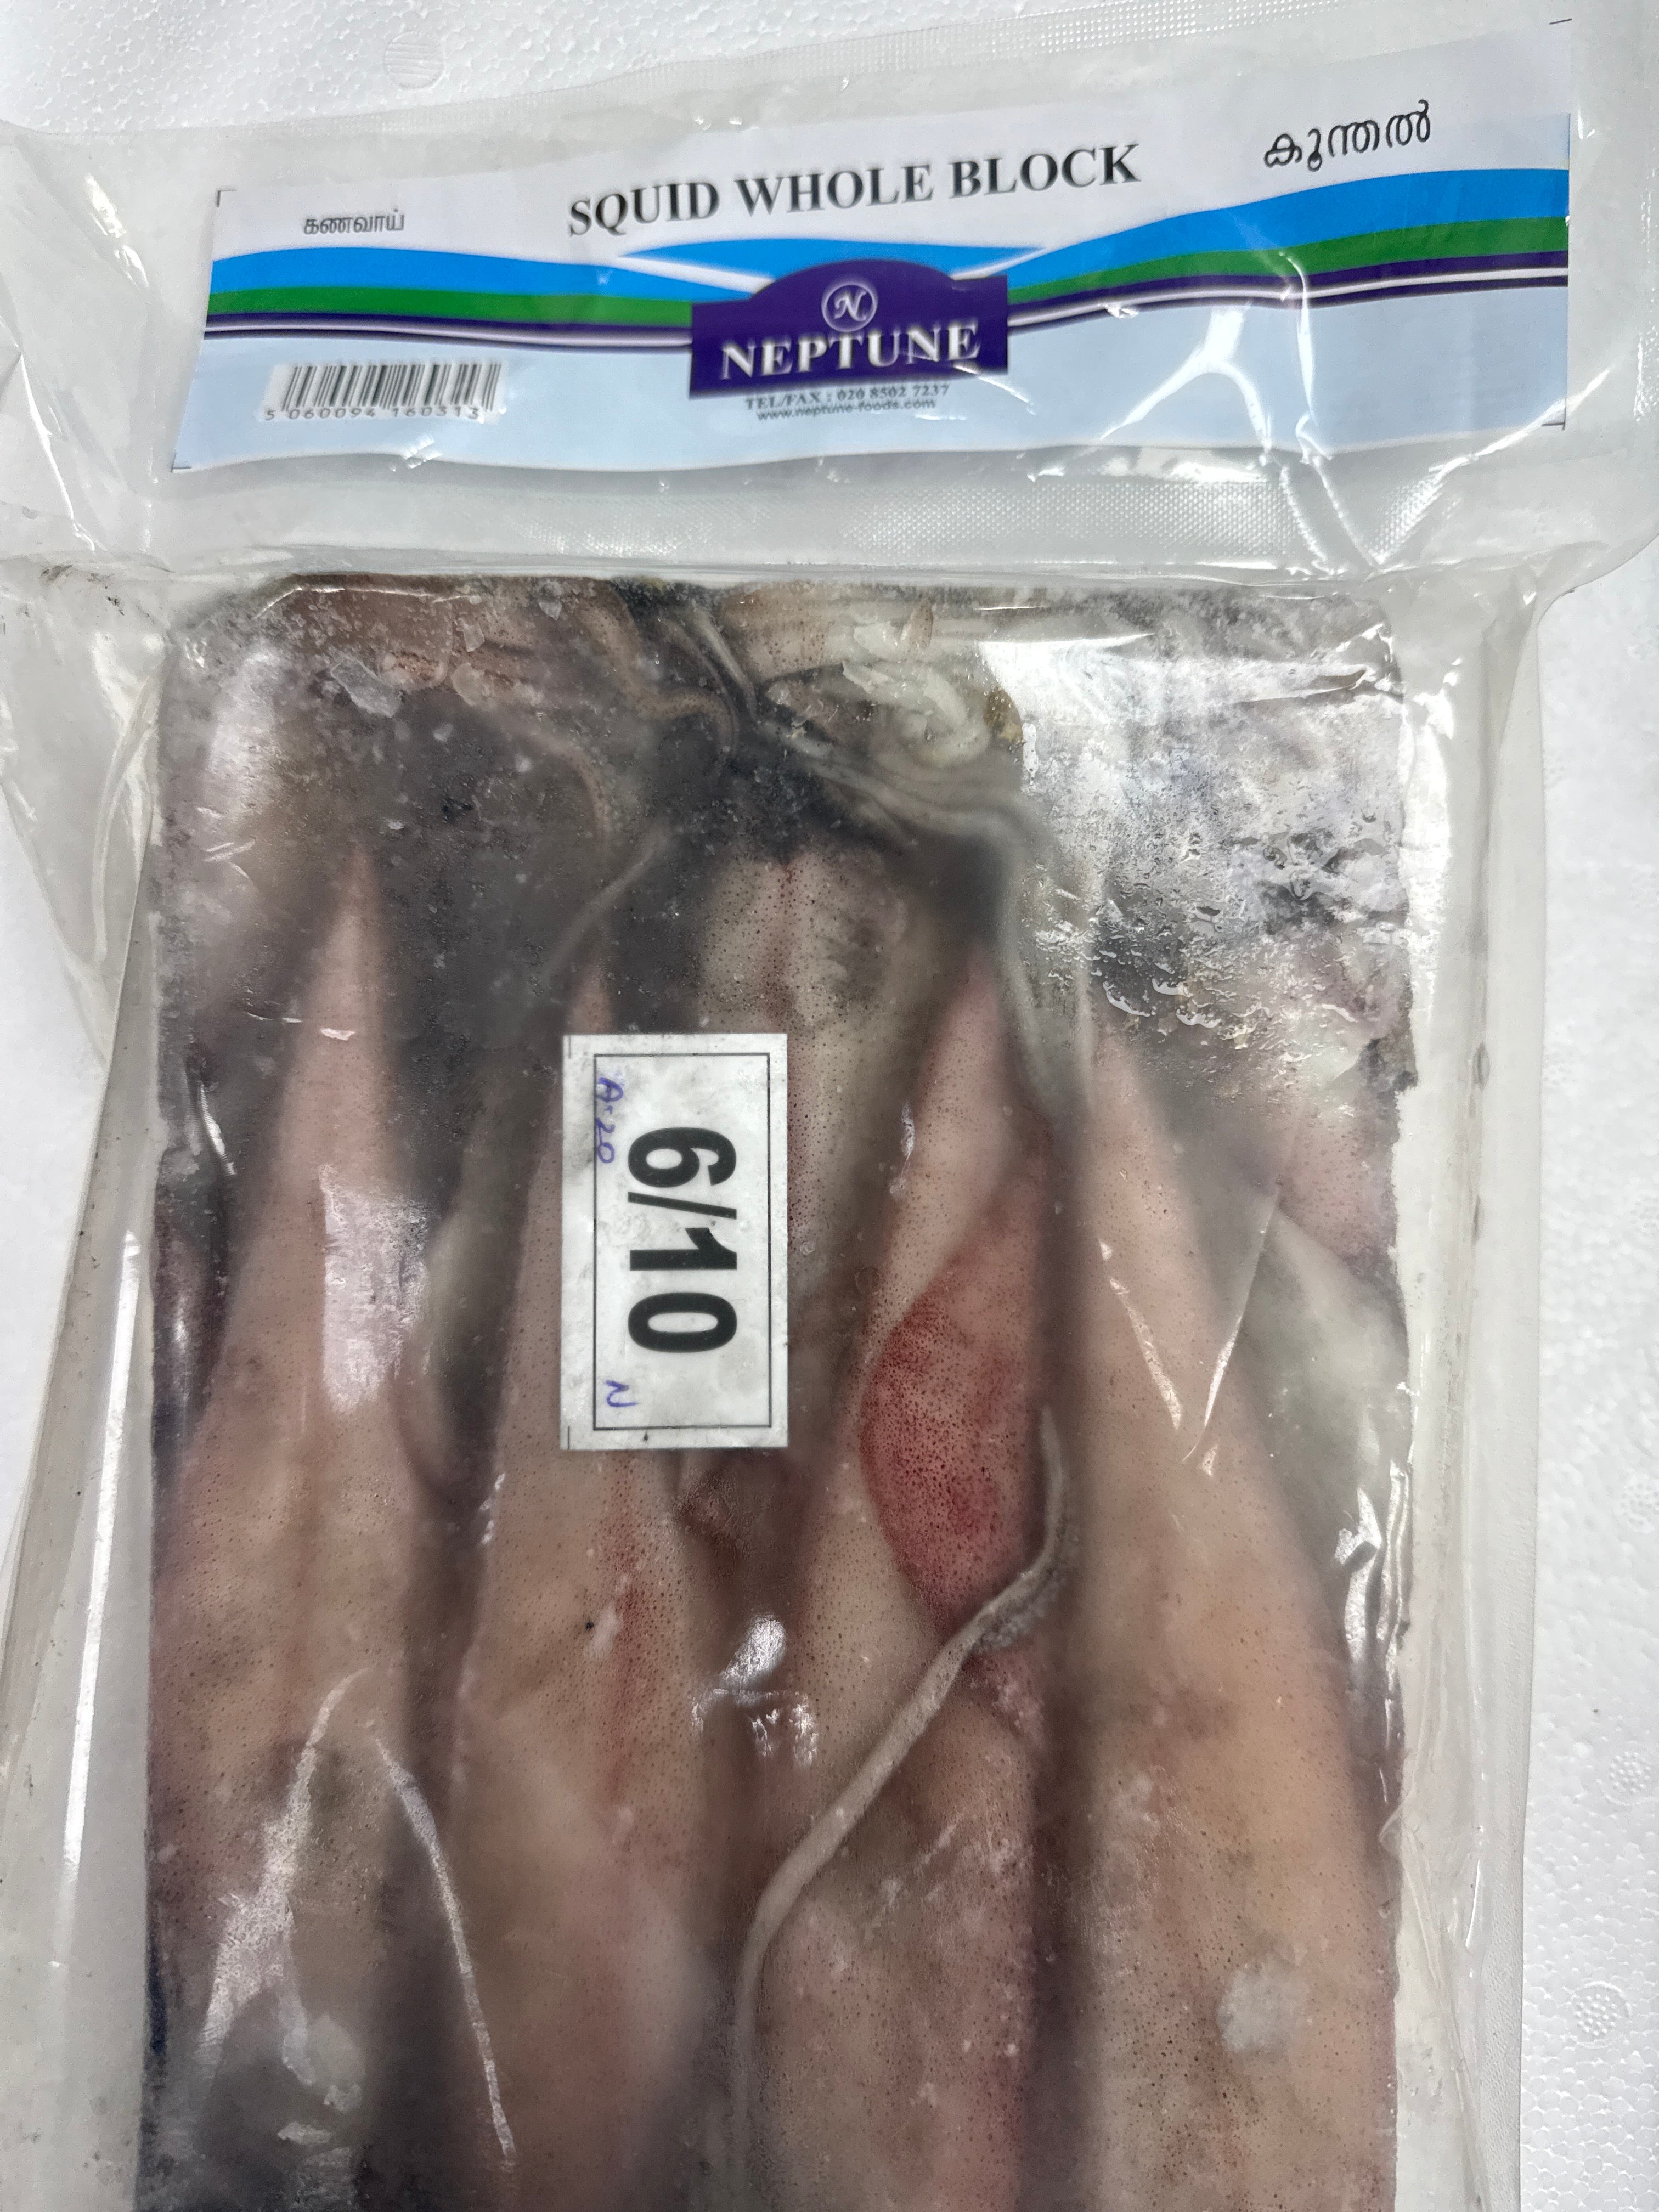 கணவாய்
SQUID WHOLE BLOCK
കൂന്തൽ
N
NEPTUNE
TEL/FAX : 020 8502 7237
www.neptune-foods.com
5 060094 160313
A-20
6/10
N